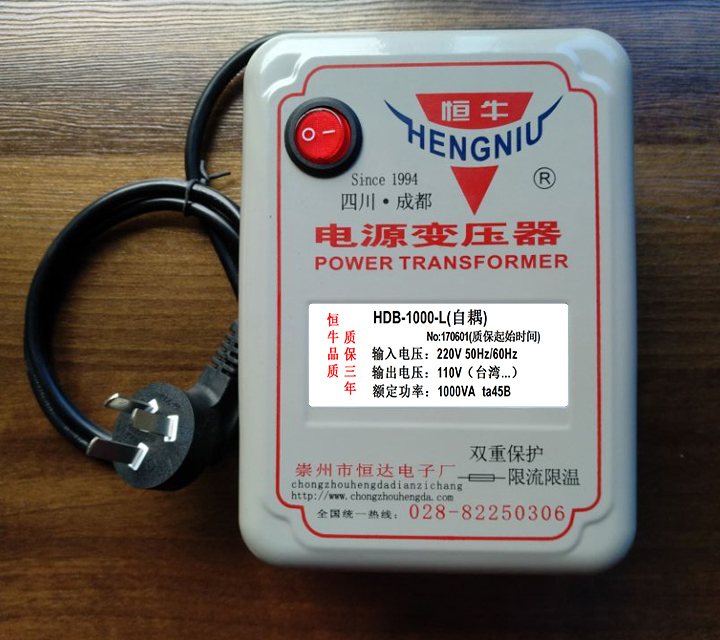 恒牛
HENGNIU
®
Since 1994
四川·成都
电源变压器
POWER TRANSFORMER
恒牛品质
质保三年
HDB-1000-L(自耦)
No:170601(质保起始时间)
输入电压：220V 50Hz/60Hz
输出电压：110V（台湾...）
额定功率：1000VA ta45B
双重保护
限流限温
崇州市恒达电子厂
chongzhouhengdadianzichang
http://www.chongzhouhengda.com
全国统一热线：028-82250306